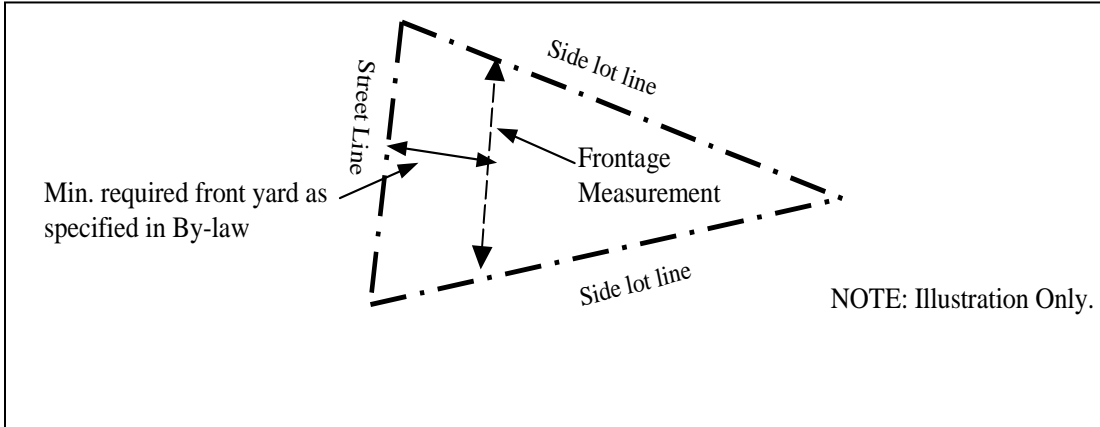 Side lot line
Street Line
Frontage
Measurement
Min. required front yard as
specified in By-law
Side lot line
NOTE: Illustration Only.